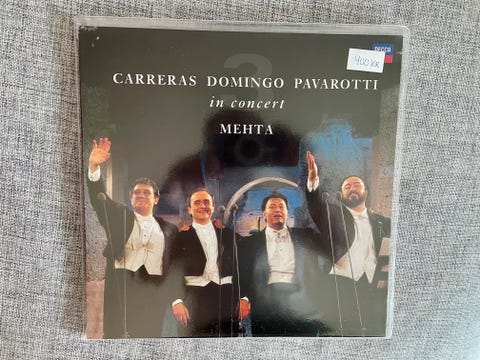 DECCA
400 KR
CARRERAS DOMINGO PAVAROTTI
in concert
MEHTA